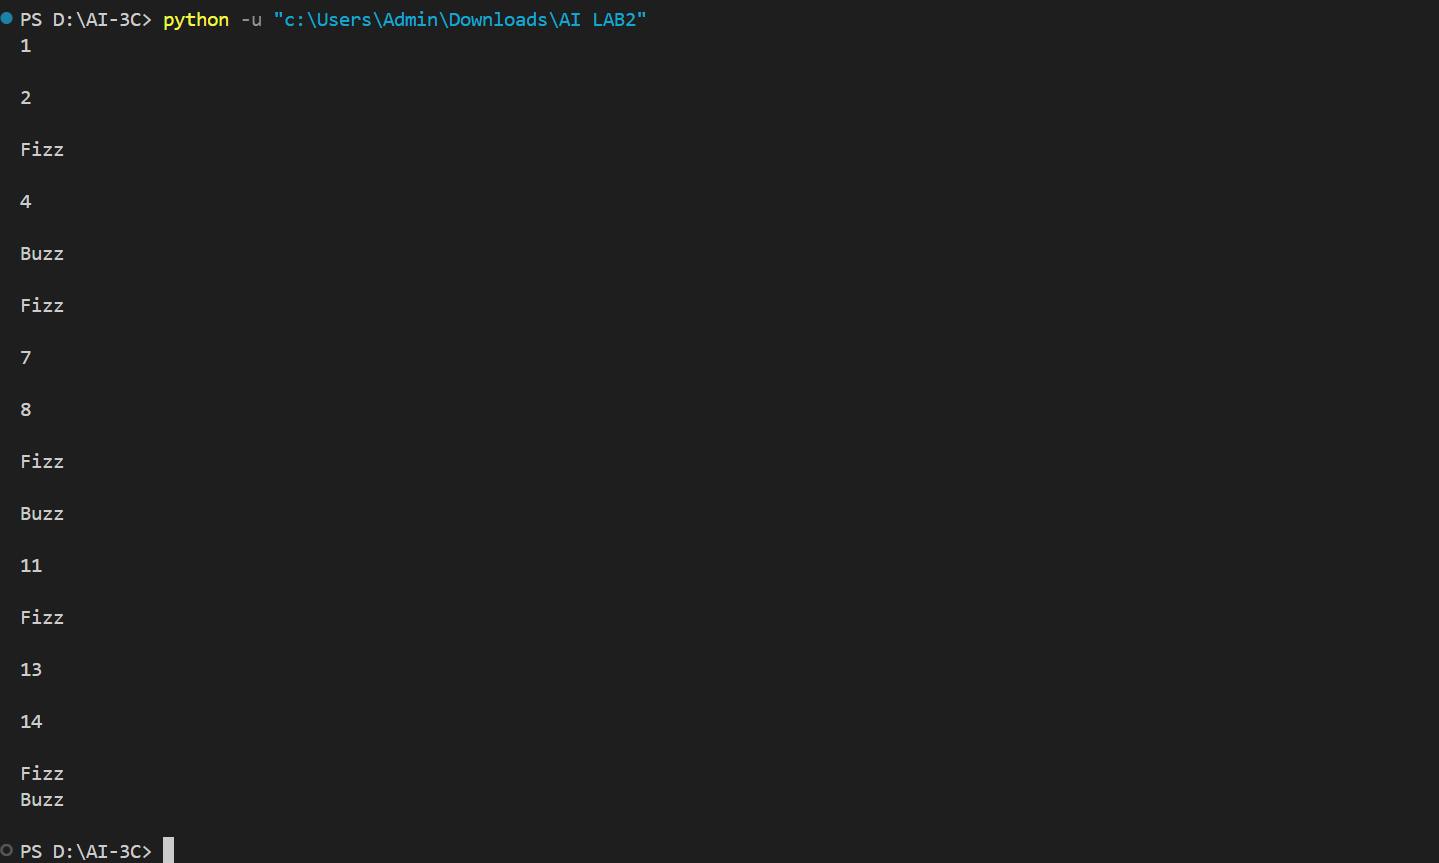 PS D:\AI-3C> python -u "c:\Users\Admin\Downloads\AI LAB2"
1
2
Fizz
4
Buzz
Fizz
7
8
Fizz
Buzz
11
Fizz
13
14
Fizz
Buzz
PS D:\AI-3C>